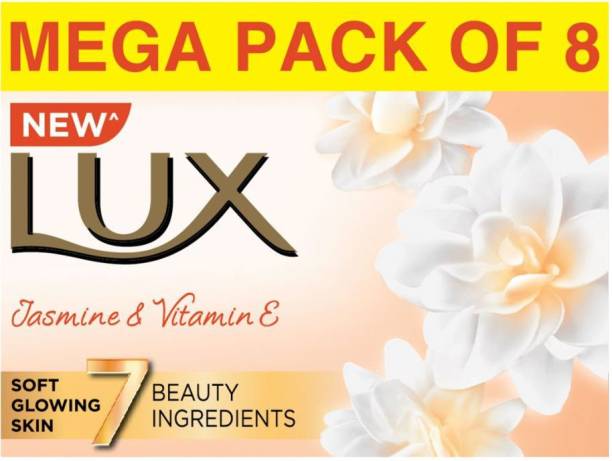 MEGA PACK OF 8
NEW^
LUX
Jasmine & Vitamin E
SOFT
GLOWING
SKIN
7
BEAUTY
INGREDIENTS